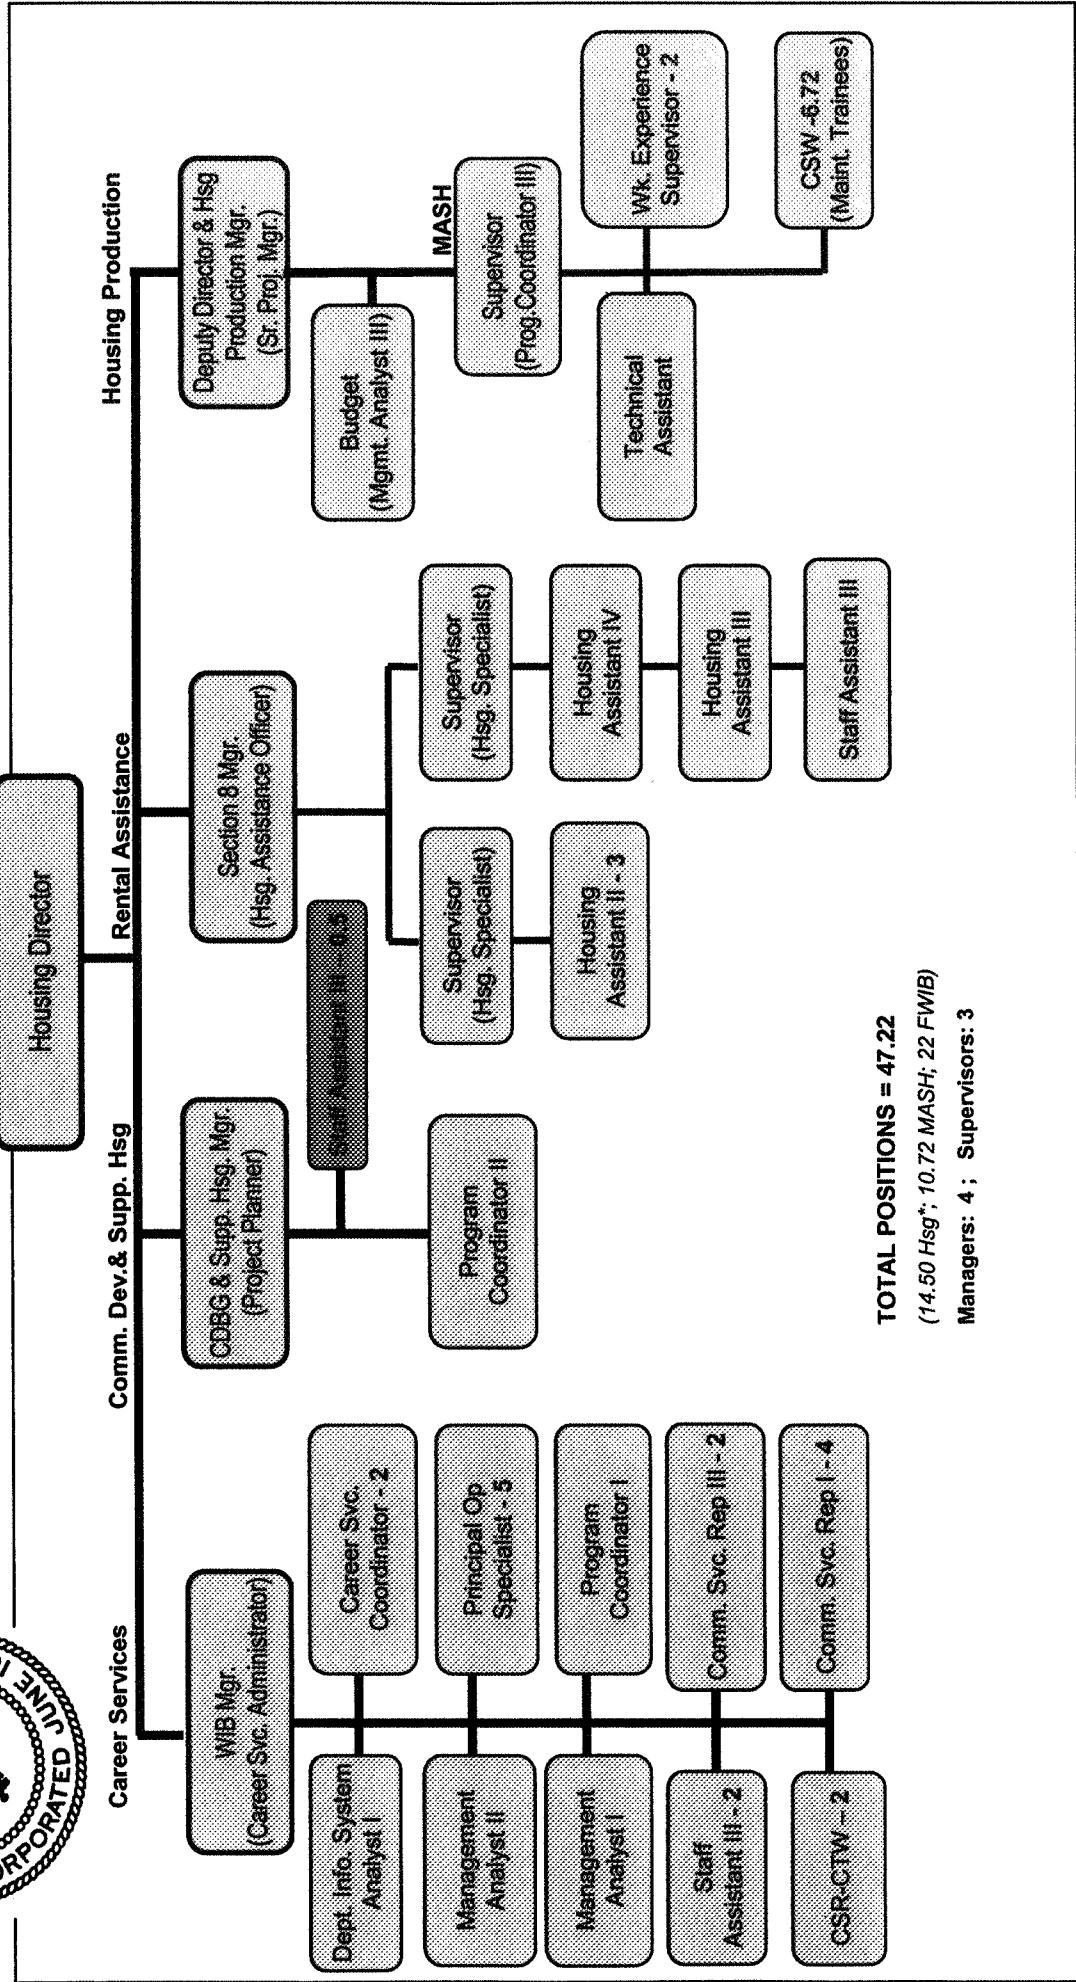 JUNE
RPORATED
Housing Director
Career Services
Comm. Dev.& Supp. Hsg
Rental Assistance
Housing Production
WIB Mgr.
(Career Svc. Administrator)
Dept. Info. System
Analyst I
Career Svc.
Coordinator - 2
Management
Analyst II
Principal Op
Specialist - 5
Management
Analyst I
Program
Coordinator I
Staff
Assistant III - 2
Comm. Svc. Rep III - 2
CSR-CTW – 2
Comm. Svc. Rep I - 4
CDBG & Supp. Hsg. Mgr.
(Project Planner)
Staff Assistant III – 0.5
Program
Coordinator II
Section 8 Mgr.
(Hsg. Assistance Officer)
Supervisor
(Hsg. Specialist)
Housing
Assistant II - 3
Supervisor
(Hsg. Specialist)
Housing
Assistant IV
Housing
Assistant III
Staff Assistant III
Deputy Director & Hsg
Production Mgr.
(Sr. Proj. Mgr.)
Budget
(Mgmt. Analyst III)
MASH
Supervisor
(Prog.Coordinator III)
Technical
Assistant
Wk. Experience
Supervisor - 2
CSW -6.72
(Maint. Trainees)
TOTAL POSITIONS = 47.22
(14.50 Hsg*; 10.72 MASH; 22 FWIB)
Managers: 4 ; Supervisors: 3